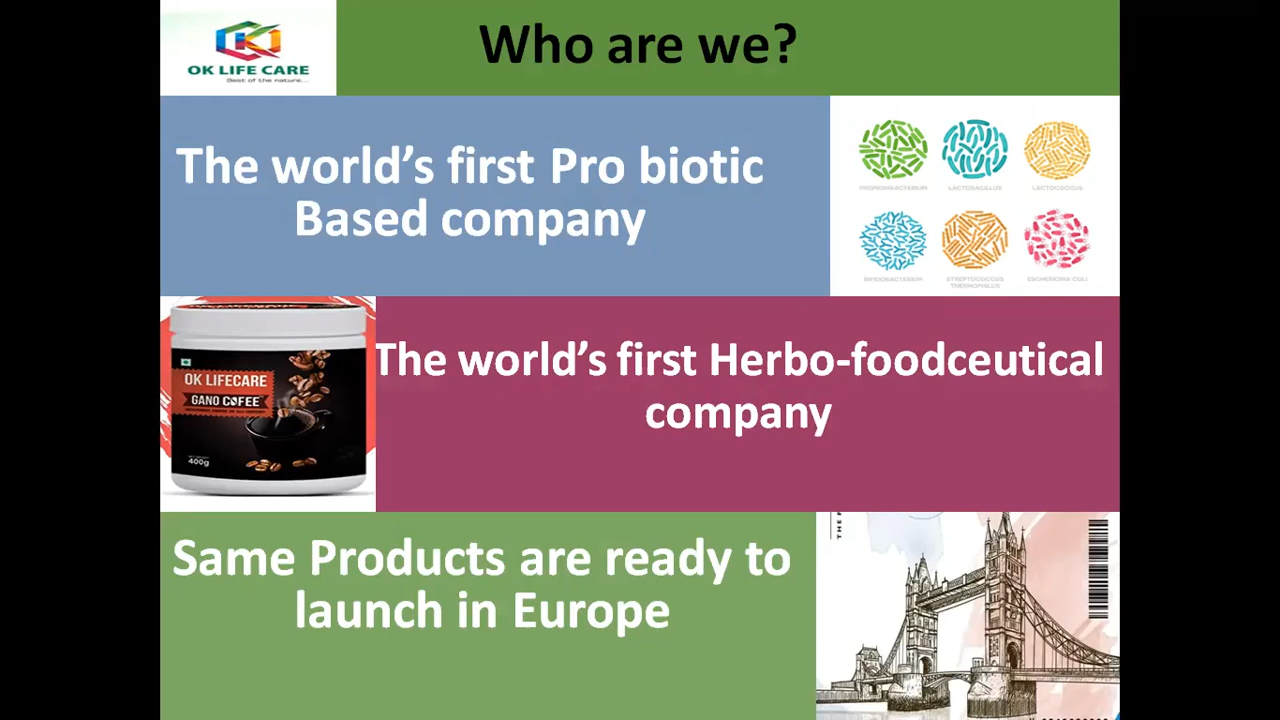 OK LIFE CARE
Best of the nature...
Who are we?
The world's first Pro biotic
Based company
LACTOBACILLUS
LACTOCOCCUS
BIFIDOBACTERIUM
STREPTOCOCCUS
THERMOPHILUS
ESCHERICHIA COLI
OK LIFECARE
GANO COFEE
400g
The world's first Herbo-foodceutical
company
Same Products are ready to
launch in Europe